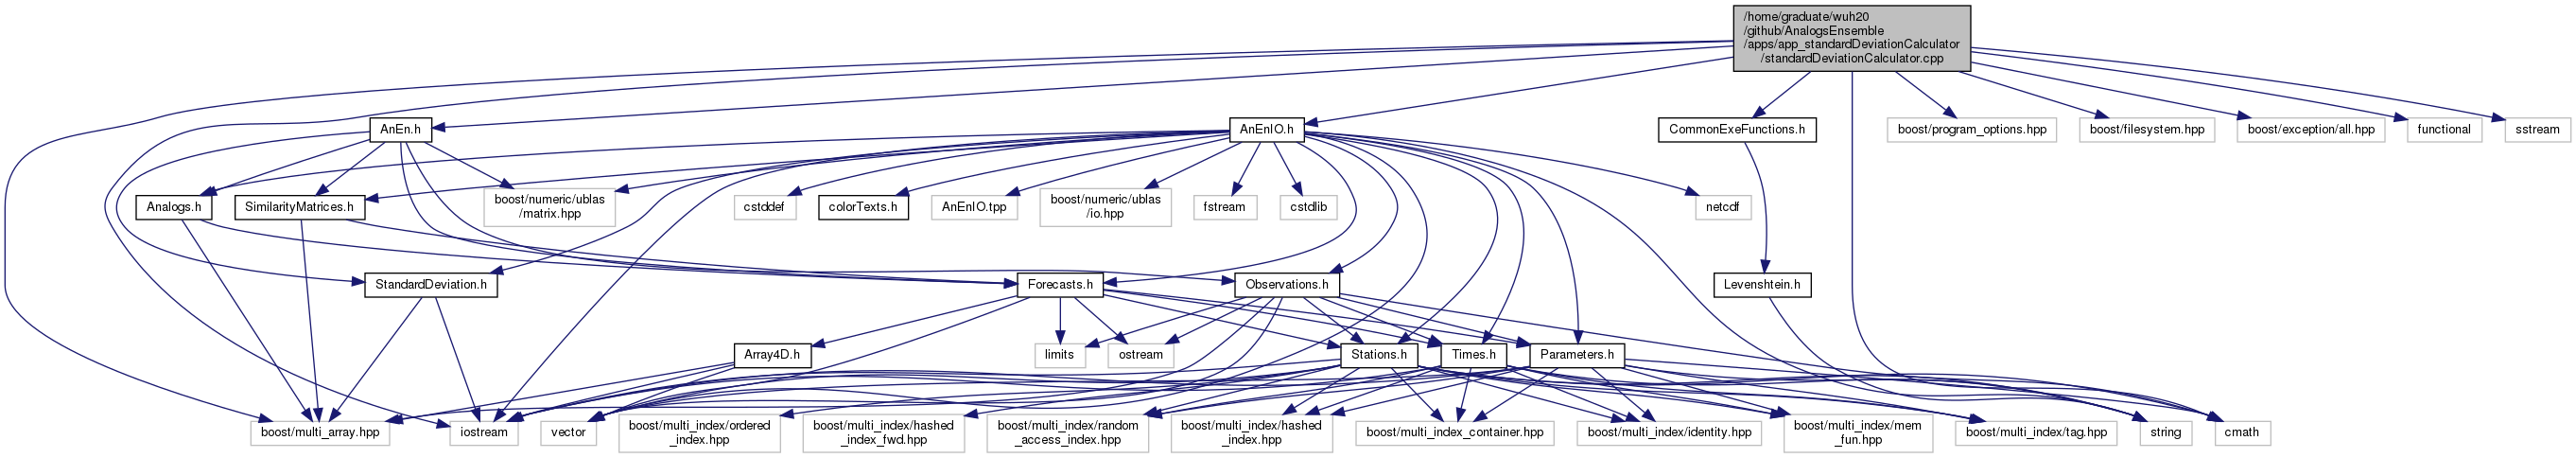 /home/graduate/wuh20
/github/AnalogsEnsemble
/apps/app_standardDeviationCalculator
/standardDeviationCalculator.cpp
AnEn.h
AnEnIO.h
CommonExeFunctions.h
boost/program_options.hpp
boost/filesystem.hpp
boost/exception/all.hpp
functional
sstream
Analogs.h
SimilarityMatrices.h
boost/numeric/ublas
/matrix.hpp
cstddef
colorTexts.h
AnEnIO.tpp
boost/numeric/ublas
/io.hpp
fstream
cstdlib
netcdf
StandardDeviation.h
Forecasts.h
Observations.h
Levenshtein.h
Array4D.h
limits
ostream
Stations.h
Times.h
Parameters.h
boost/multi_array.hpp
iostream
vector
boost/multi_index/ordered
_index.hpp
boost/multi_index/hashed
_index_fwd.hpp
boost/multi_index/random
_access_index.hpp
boost/multi_index/hashed
_index.hpp
boost/multi_index_container.hpp
boost/multi_index/identity.hpp
boost/multi_index/mem
_fun.hpp
boost/multi_index/tag.hpp
string
cmath